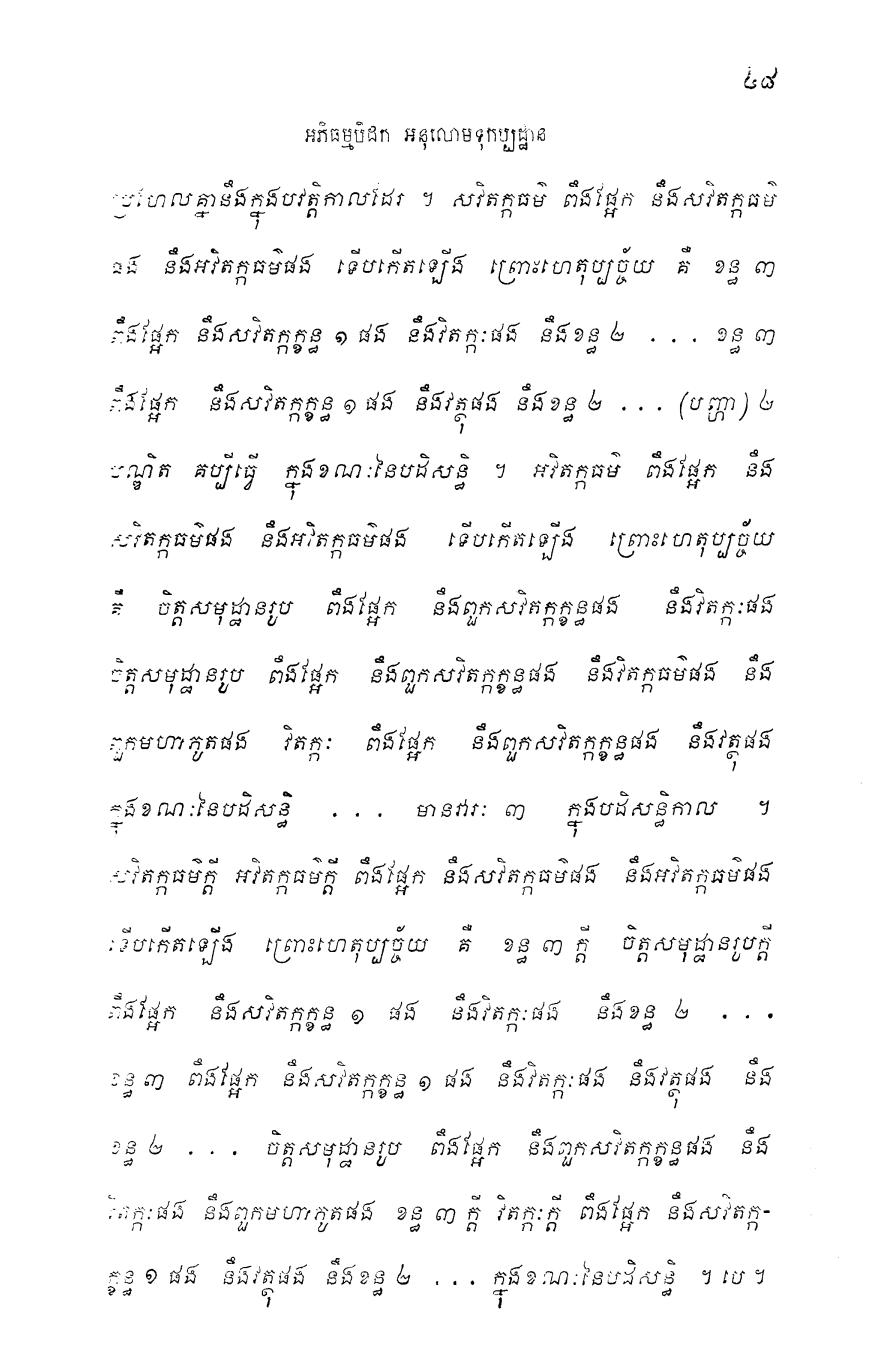 ៤៨
អភិធម្មបិដក អនុលោមទុកប្បដ្ឋាន
ប្រហែលគ្នានឹងក្នុងបវត្តិកាលដែរ ។ សវិតក្កធម៌ ពឹងផ្អែក នឹងសវិតក្កធម៌
ផង នឹងអវិតក្កធម៌ផង ទើបកើតឡើង ព្រោះហេតុប្បច្ច័យ គឺ ខន្ធ ៣
ពឹងផ្អែក នឹងសវិតក្កក្ខន្ធ ១ ផង នឹងវិតក្កៈផង នឹងខន្ធ ២ . . . ខន្ធ ៣
ពឹងផ្អែក នឹងសវិតក្កក្ខន្ធ ១ ផង នឹងវត្ថុផង នឹងខន្ធ ២ . . . (បញ្ហា) ២
បណ្ឌិត គប្បីធ្វើ ក្នុងខណៈនៃបដិសន្ធិ ។ អវិតក្កធម៌ ពឹងផ្អែក នឹង
សវិតក្កធម៌ផង នឹងអវិតក្កធម៌ផង ទើបកើតឡើង ព្រោះហេតុប្បច្ច័យ
គឺ ចិត្តសមុដ្ឋានរូប ពឹងផ្អែក នឹងពួកសវិតក្កក្ខន្ធផង នឹងវិតក្កៈផង
ចិត្តសមុដ្ឋានរូប ពឹងផ្អែក នឹងពួកសវិតក្កក្ខន្ធផង នឹងវិតក្កធម៌ផង នឹង
ពួកមហាភូតផង វិតក្កៈ ពឹងផ្អែក នឹងពួកសវិតក្កក្ខន្ធផង នឹងវត្ថុផង
ក្នុងខណៈនៃបដិសន្ធិ . . . មានវារៈ ៣ ក្នុងបដិសន្ធិកាល ។
សវិតក្កធម៌ក្តី អវិតក្កធម៌ក្តី ពឹងផ្អែក នឹងសវិតក្កធម៌ផង នឹងអវិតក្កធម៌ផង
ទើបកើតឡើង ព្រោះហេតុប្បច្ច័យ គឺ ខន្ធ ៣ ក្តី ចិត្តសមុដ្ឋានរូបក្តី
ពឹងផ្អែក នឹងសវិតក្កក្ខន្ធ ១ ផង នឹងវិតក្កៈផង នឹងខន្ធ ២ . . .
ខន្ធ ៣ ពឹងផ្អែក នឹងសវិតក្កក្ខន្ធ ១ ផង នឹងវិតក្កៈផង នឹងវត្ថុផង នឹង
ខន្ធ ២ . . . ចិត្តសមុដ្ឋានរូប ពឹងផ្អែក នឹងពួកសវិតក្កក្ខន្ធផង នឹង
វិតក្កៈផង នឹងពួកមហាភូតផង ខន្ធ ៣ ក្តី វិតក្កៈក្តី ពឹងផ្អែក នឹងសវិតក្ក-
ក្ខន្ធ ១ ផង នឹងវត្ថុផង នឹងខន្ធ ២ . . . ក្នុងខណៈនៃបដិសន្ធិ ។ បេ ។